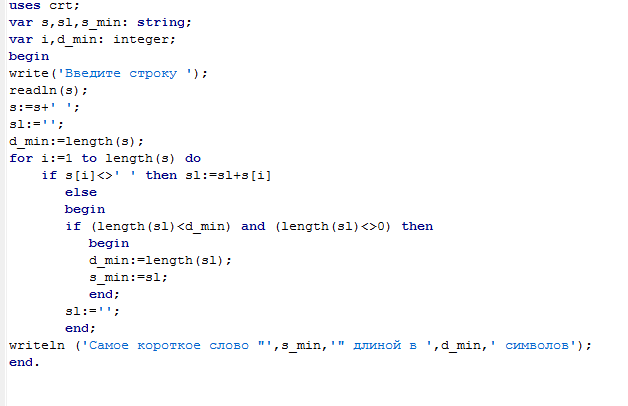 uses crt;
var s,sl,s_min: string;
var i,d_min: integer;
begin
write('Введите строку ');
readln(s);
s:=s+' ';
sl:='';
d_min:=length(s);
for i:=1 to length(s) do
if s[i]<>' ' then sl:=sl+s[i]
else
begin
if (length(sl)<d_min) and (length(sl)<>0) then
begin
d_min:=length(sl);
s_min:=sl;
end;
sl:='';
end;
writeln ('Самое короткое слово "',s_min,'" длиной в ',d_min,' символов');
end.